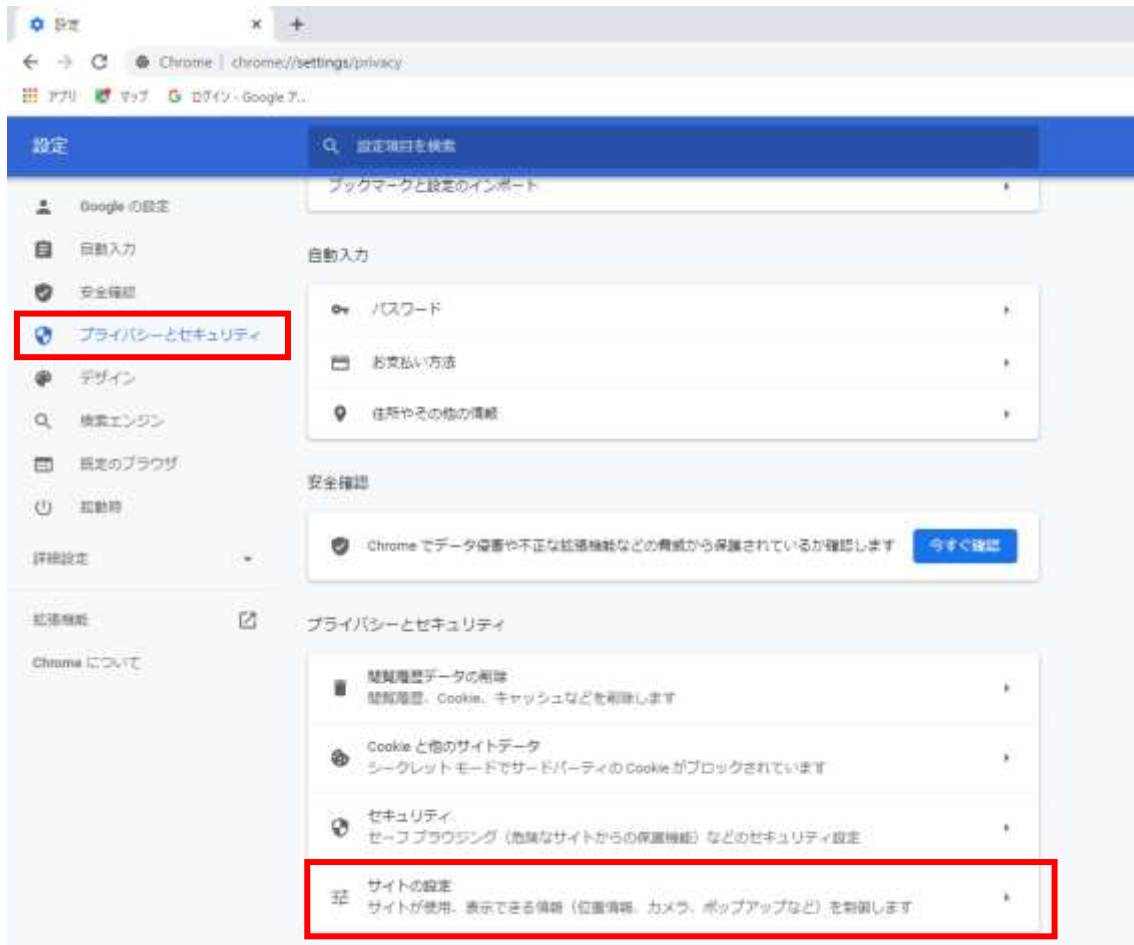 設定
Chrome | chrome://settings/privacy
アプリ マップ ログイン - Google ア...
設定
設定項目を検索
ブックマークと設定のインポート
Google の設定
自動入力
安全確認
プライバシーとセキュリティ
デザイン
検索エンジン
既定のブラウザ
起動時
詳細設定
拡張機能
Chrome について
自動入力
パスワード
お支払い方法
住所やその他の情報
安全確認
Chrome でデータ侵害や不正な拡張機能などの脅威から保護されているか確認します
今すぐ確認
プライバシーとセキュリティ
閲覧履歴データの削除
閲覧履歴、Cookie、キャッシュなどを削除します
Cookie と他のサイトデータ
シークレット モードでサードパーティの Cookie がブロックされています
セキュリティ
セーフ ブラウジング（危険なサイトからの保護機能）などのセキュリティ設定
サイトの設定
サイトが使用、表示できる情報（位置情報、カメラ、ポップアップなど）を制御します